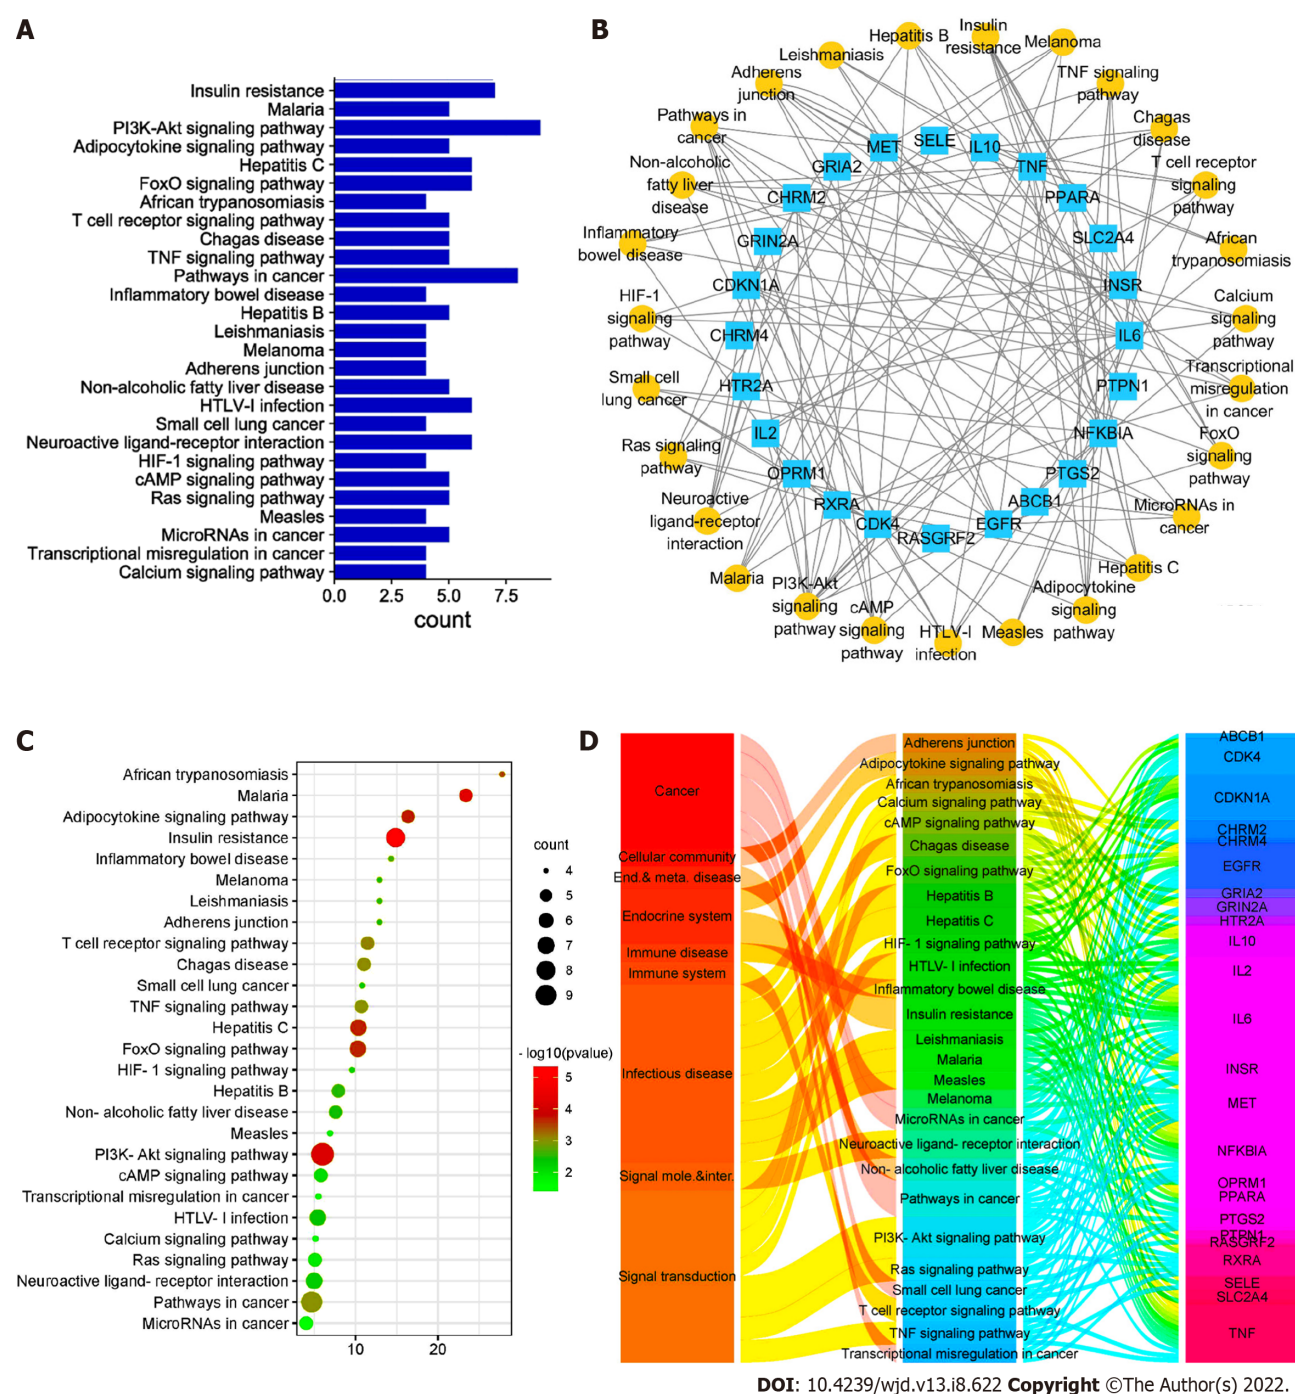 A
Insulin resistance
Malaria
PI3K-Akt signaling pathway
Adipocytokine signaling pathway
Hepatitis C
FoxO signaling pathway
African trypanosomiasis
T cell receptor signaling pathway
Chagas disease
TNF signaling pathway
Pathways in cancer
Inflammatory bowel disease
Hepatitis B
Leishmaniasis
Melanoma
Adherens junction
Non-alcoholic fatty liver disease
HTLV-I infection
Small cell lung cancer
Neuroactive ligand-receptor interaction
HIF-1 signaling pathway
cAMP signaling pathway
Ras signaling pathway
Measles
MicroRNAs in cancer
Transcriptional misregulation in cancer
Calcium signaling pathway
0.0 2.5 5.0 7.5
count
B
Insulin
resistance
Hepatitis B
Melanoma
Leishmaniasis
Adherens
junction
TNF signaling
pathway
Pathways in
cancer
Chagas
disease
Non-alcoholic
fatty liver
disease
T cell receptor
signaling
pathway
Inflammatory
bowel disease
African
trypanosomiasis
HIF-1
signaling
pathway
Calcium
signaling
pathway
Small cell
lung cancer
Transcriptional
misregulation
in cancer
Ras signaling
pathway
FoxO
signaling
pathway
Neuroactive
ligand-receptor
interaction
MicroRNAs in
cancer
Malaria
Hepatitis C
PI3K-Akt
signaling
pathway
cAMP
signaling
pathway
HTLV-I
infection
Measles
Adipocytokine
signaling
pathway
MET
SELE
IL10
GRIA2
TNF
CHRM2
PPARA
GRIN2A
SLC2A4
CDKN1A
INSR
CHRM4
IL6
HTR2A
PTPN1
IL2
NFKBIA
OPRM1
PTGS2
RXRA
ABCB1
CDK4
RASGRF2
EGFR
C
African trypanosomiasis
Malaria
Adipocytokine signaling pathway
Insulin resistance
Inflammatory bowel disease
Melanoma
Leishmaniasis
Adherens junction
T cell receptor signaling pathway
Chagas disease
Small cell lung cancer
TNF signaling pathway
Hepatitis C
FoxO signaling pathway
HIF- 1 signaling pathway
Hepatitis B
Non- alcoholic fatty liver disease
Measles
PI3K- Akt signaling pathway
cAMP signaling pathway
Transcriptional misregulation in cancer
HTLV- I infection
Calcium signaling pathway
Ras signaling pathway
Neuroactive ligand- receptor interaction
Pathways in cancer
MicroRNAs in cancer
10 20
count
4
5
6
7
8
9
- log10(pvalue)
5
4
3
2
D
Cancer
Cellular community
End.& meta. disease
Endocrine system
Immune disease
Immune system
Infectious disease
Signal mole.&inter.
Signal transduction
Adherens junction
Adipocytokine signaling pathway
African trypanosomiasis
Calcium signaling pathway
cAMP signaling pathway
Chagas disease
FoxO signaling pathway
Hepatitis B
Hepatitis C
HIF- 1 signaling pathway
HTLV- I infection
Inflammatory bowel disease
Insulin resistance
Leishmaniasis
Malaria
Measles
Melanoma
MicroRNAs in cancer
Neuroactive ligand- receptor interaction
Non- alcoholic fatty liver disease
Pathways in cancer
PI3K- Akt signaling pathway
Ras signaling pathway
Small cell lung cancer
T cell receptor signaling pathway
TNF signaling pathway
Transcriptional misregulation in cancer
ABCB1
CDK4
CDKN1A
CHRM2
CHRM4
EGFR
GRIA2
GRIN2A
HTR2A
IL10
IL2
IL6
INSR
MET
NFKBIA
OPRM1
PPARA
PTGS2
PTPN1
RASGRF2
RXRA
SELE
SLC2A4
TNF
DOI: 10.4239/wjd.v13.i8.622 Copyright ©The Author(s) 2022.